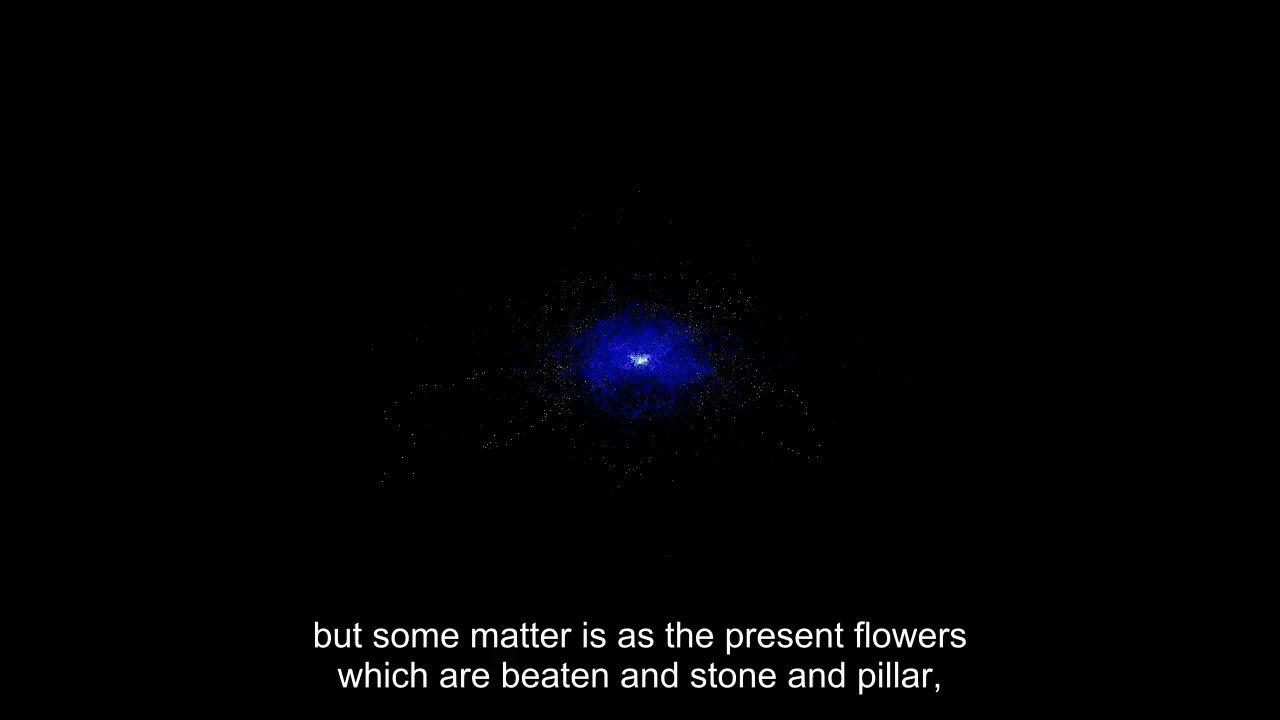 but some matter is as the present flowers
which are beaten and stone and pillar,